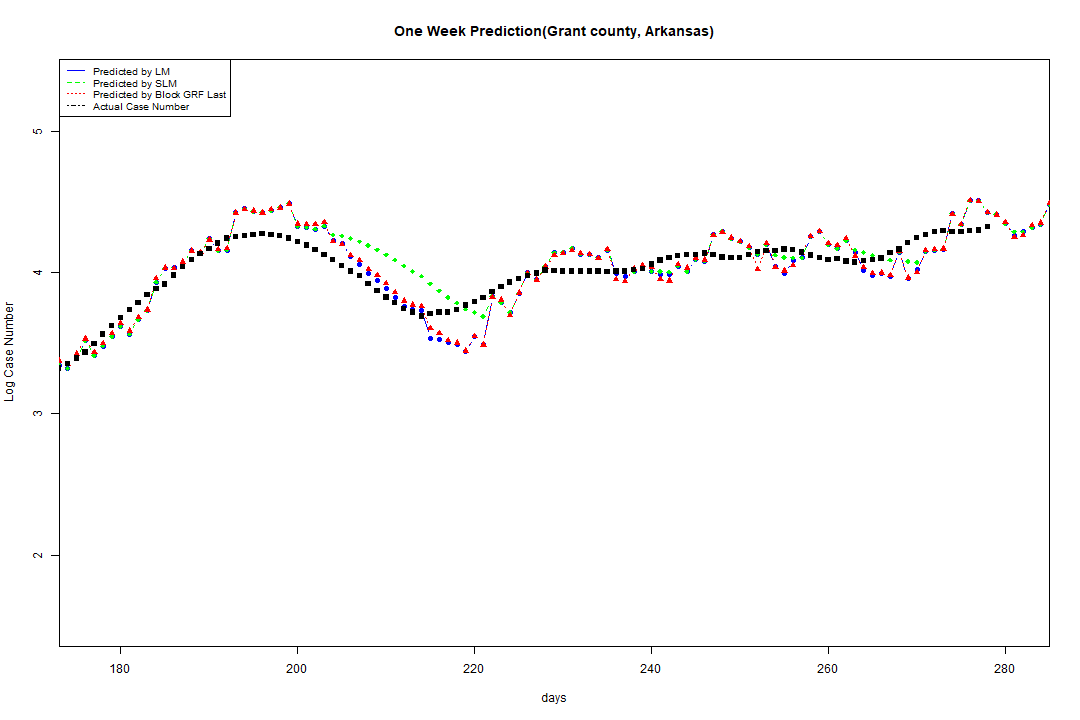 One Week Prediction(Grant county, Arkansas)
Predicted by LM
Predicted by SLM
Predicted by Block GRF Last
Actual Case Number
5
4
3
2
Log Case Number
180
200
220
240
260
280
days